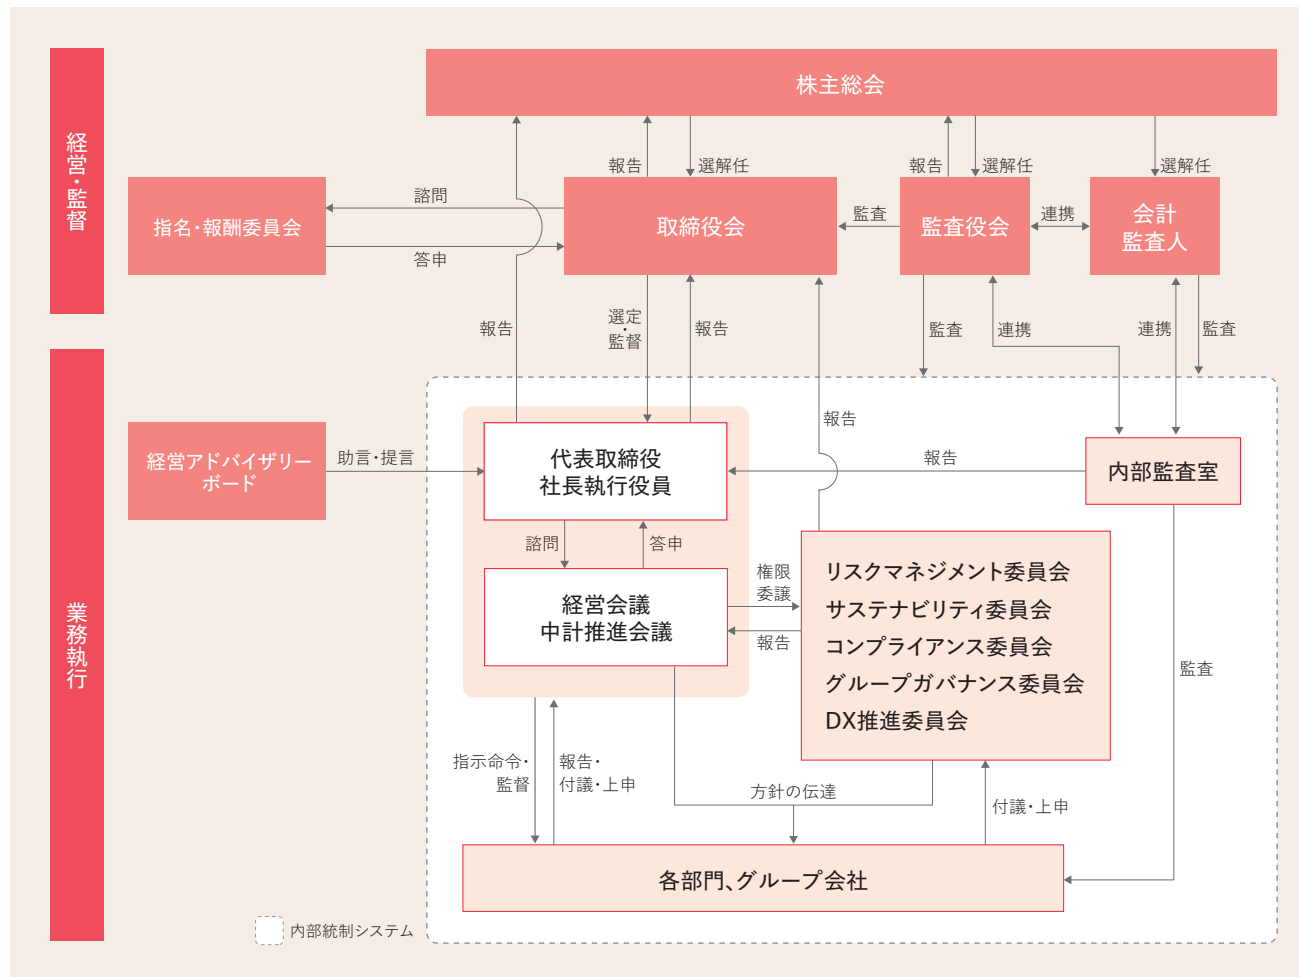 経営・監督
株主総会
報告
選解任
報告
選解任
選解任
指名・報酬委員会
諮問
答申
取締役会
監査
監査役会
連携
会計
監査人
報告
選定
・
監督
報告
監査
連携
連携
監査
業務執行
経営アドバイザリー
ボード
助言・提言
代表取締役
社長執行役員
報告
報告
内部監査室
諮問
答申
経営会議
中計推進会議
権限
委譲
報告
リスクマネジメント委員会
サステナビリティ委員会
コンプライアンス委員会
グループガバナンス委員会
DX推進委員会
監査
指示命令・
監督
報告・
付議・上申
方針の伝達
付議・上申
各部門、グループ会社
内部統制システム